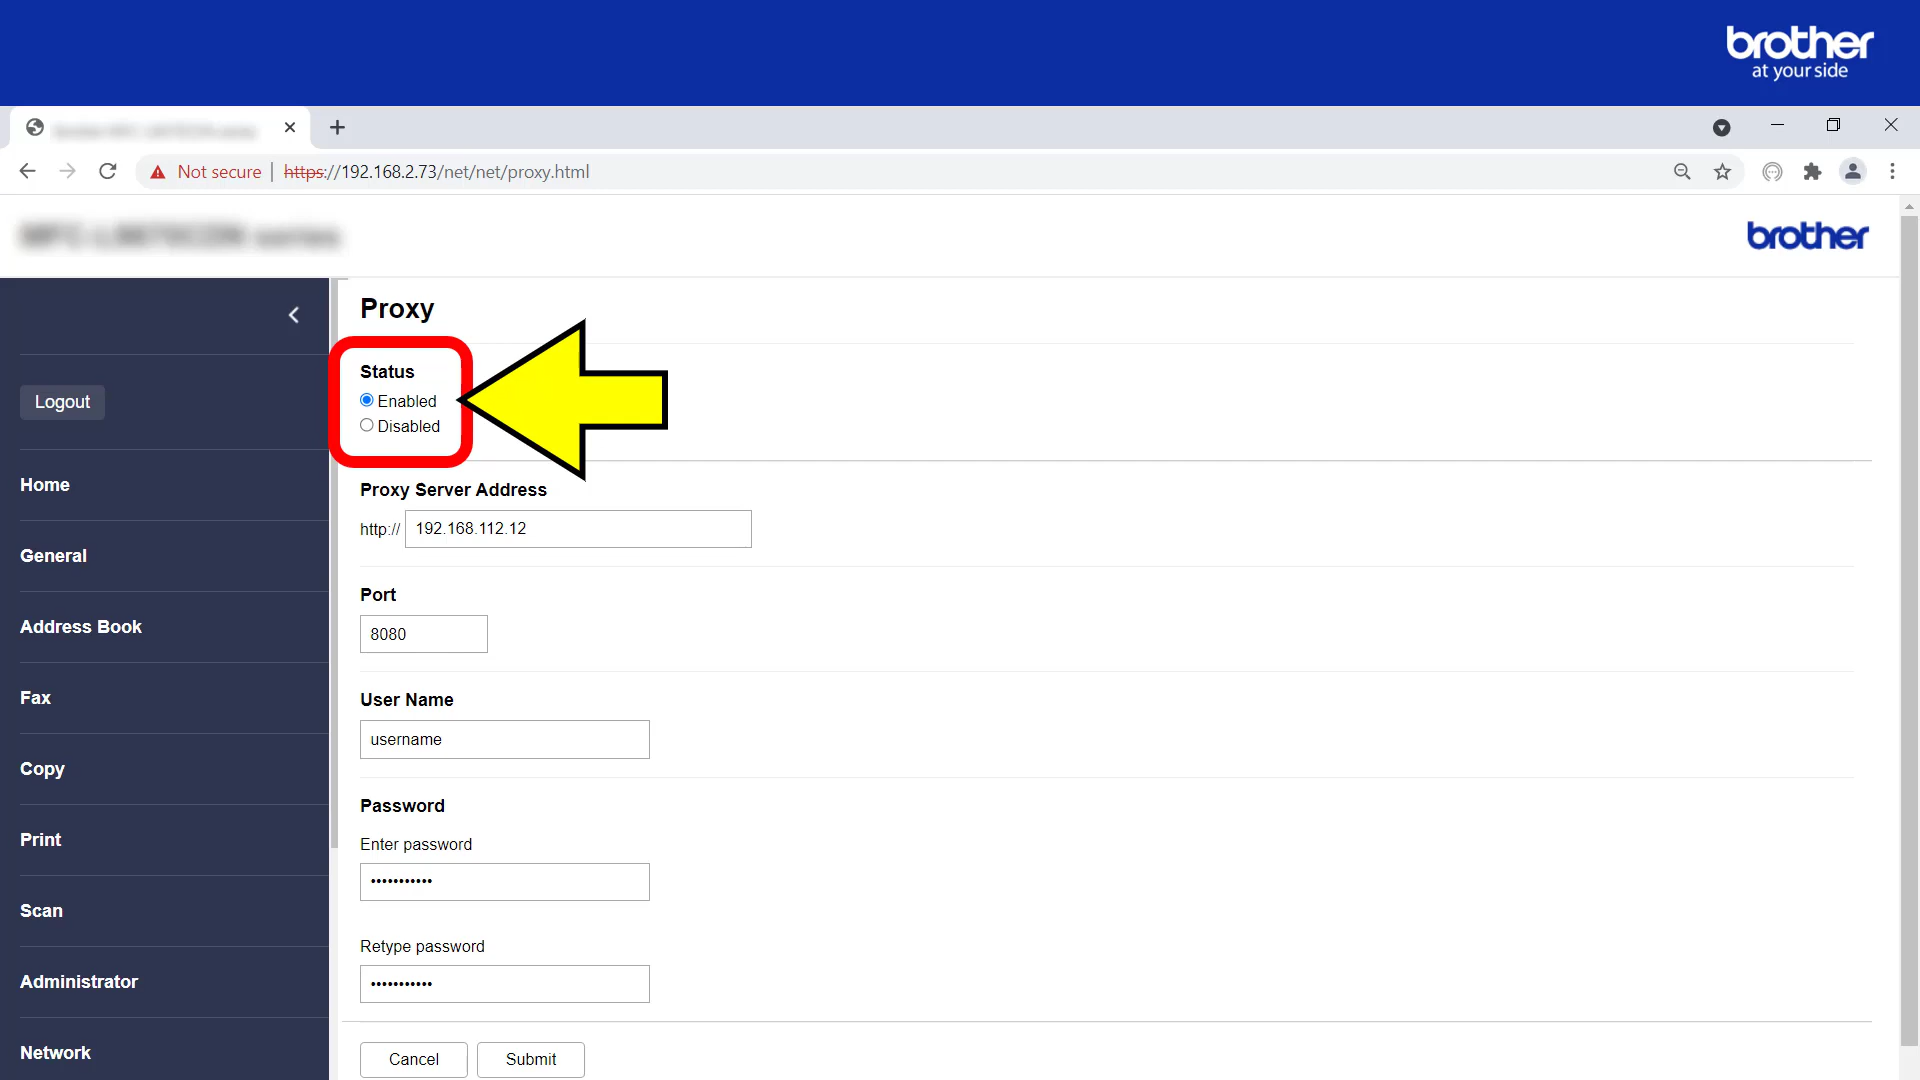 brother
at your side
Not secure | https://192.168.2.73/net/net/proxy.html
brother
Proxy
Status
Enabled
Disabled
Logout
Home
General
Address Book
Fax
Copy
Print
Scan
Administrator
Network
Proxy Server Address
http:// 192.168.112.12
Port
8080
User Name
username
Password
Enter password
•••••••••••
Retype password
•••••••••••
Cancel Submit